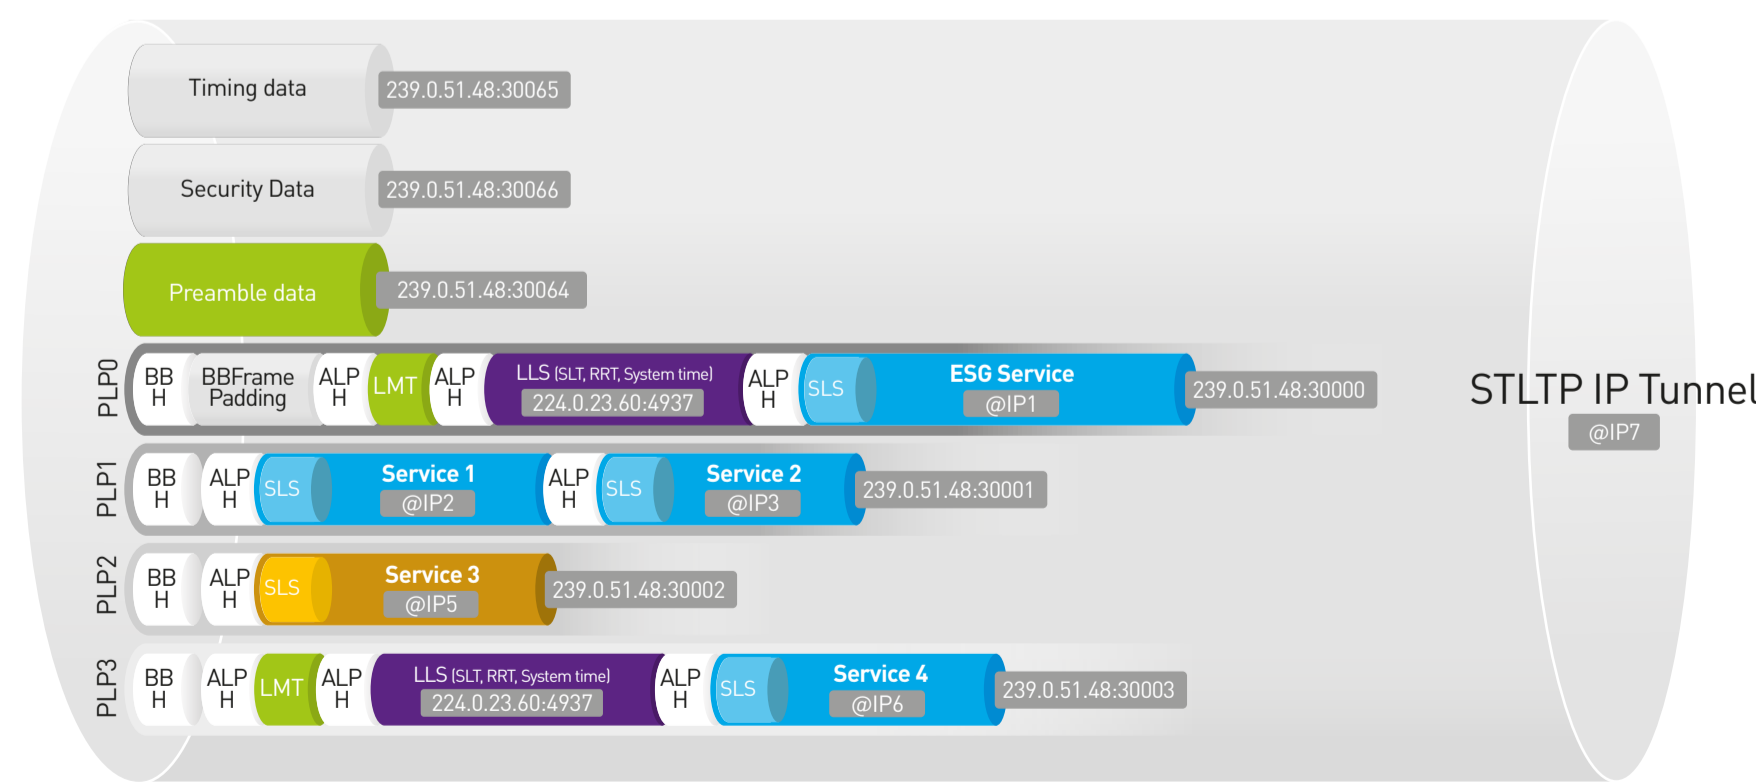 Timing data
239.0.51.48:30065
Security Data
239.0.51.48:30066
Preamble data
239.0.51.48:30064
PLP0
BB
H
BBFrame
Padding
ALP
H
LMT
ALP
H
LLS (SLT, RRT, System time)
224.0.23.60:4937
ALP
H
SLS
ESG Service
@IP1
239.0.51.48:30000
STLTP IP Tunnel
@IP7
PLP1
BB
H
ALP
H
SLS
Service 1
@IP2
ALP
H
SLS
Service 2
@IP3
239.0.51.48:30001
PLP2
BB
H
ALP
H
SLS
Service 3
@IP5
239.0.51.48:30002
PLP3
BB
H
ALP
H
LMT
ALP
H
LLS (SLT, RRT, System time)
224.0.23.60:4937
ALP
H
SLS
Service 4
@IP6
239.0.51.48:30003